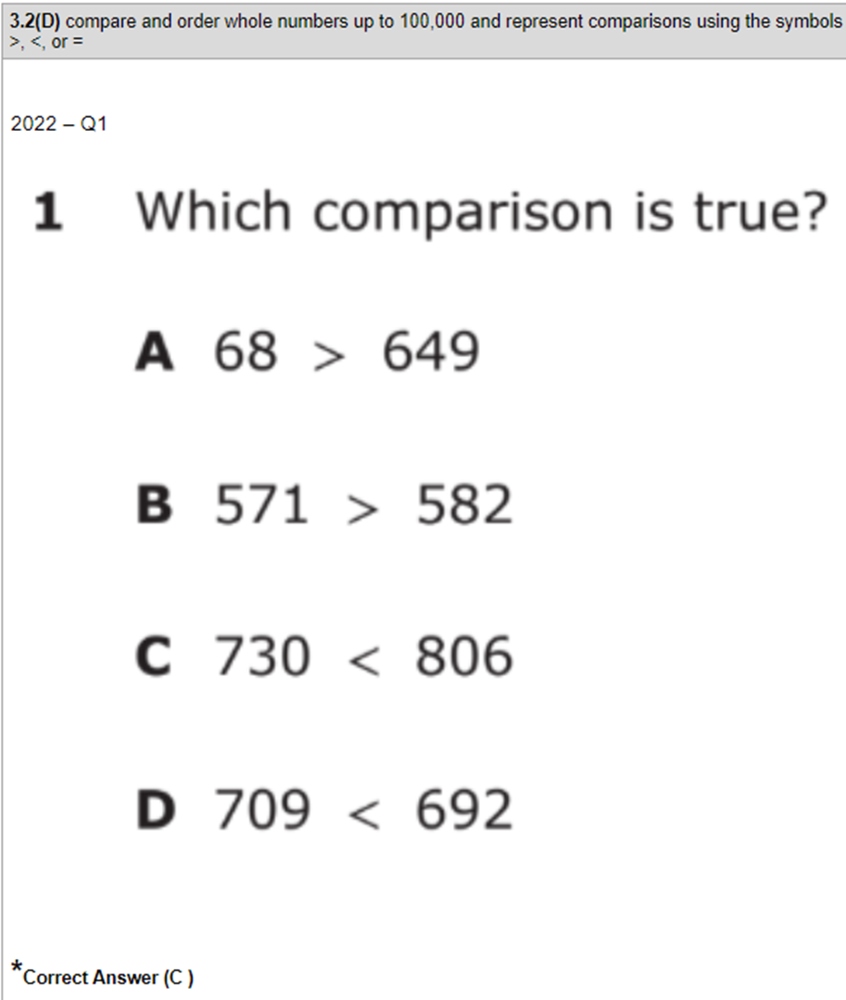 3.2(D) compare and order whole numbers up to 100,000 and represent comparisons using the symbols
>, <, or =
2022 – Q1
1 Which comparison is true?
A 68 > 649
B 571 > 582
C 730 < 806
D 709 < 692
*Correct Answer (C )